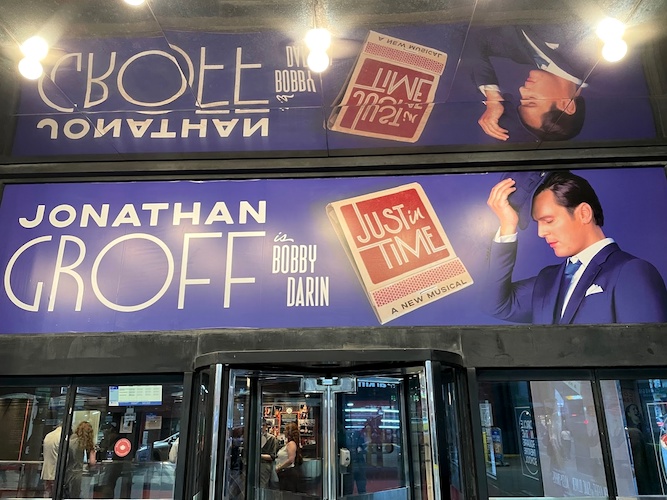 JONATHAN
GROFF
is
BOBBY
DARIN
JUST in
TIME
A NEW MUSICAL